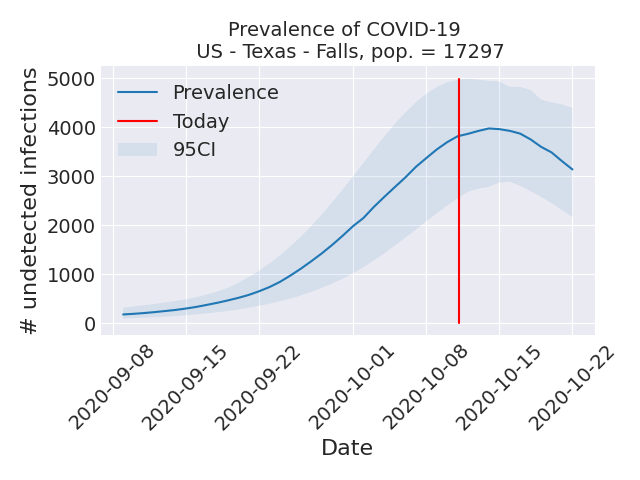 Prevalence of COVID-19
US - Texas - Falls, pop. = 17297
5000
4000
3000
2000
1000
0
# undetected infections
Prevalence
Today
95CI
2020-09-08
2020-09-15
2020-09-22
2020-10-01
2020-10-08
2020-10-15
2020-10-22
Date